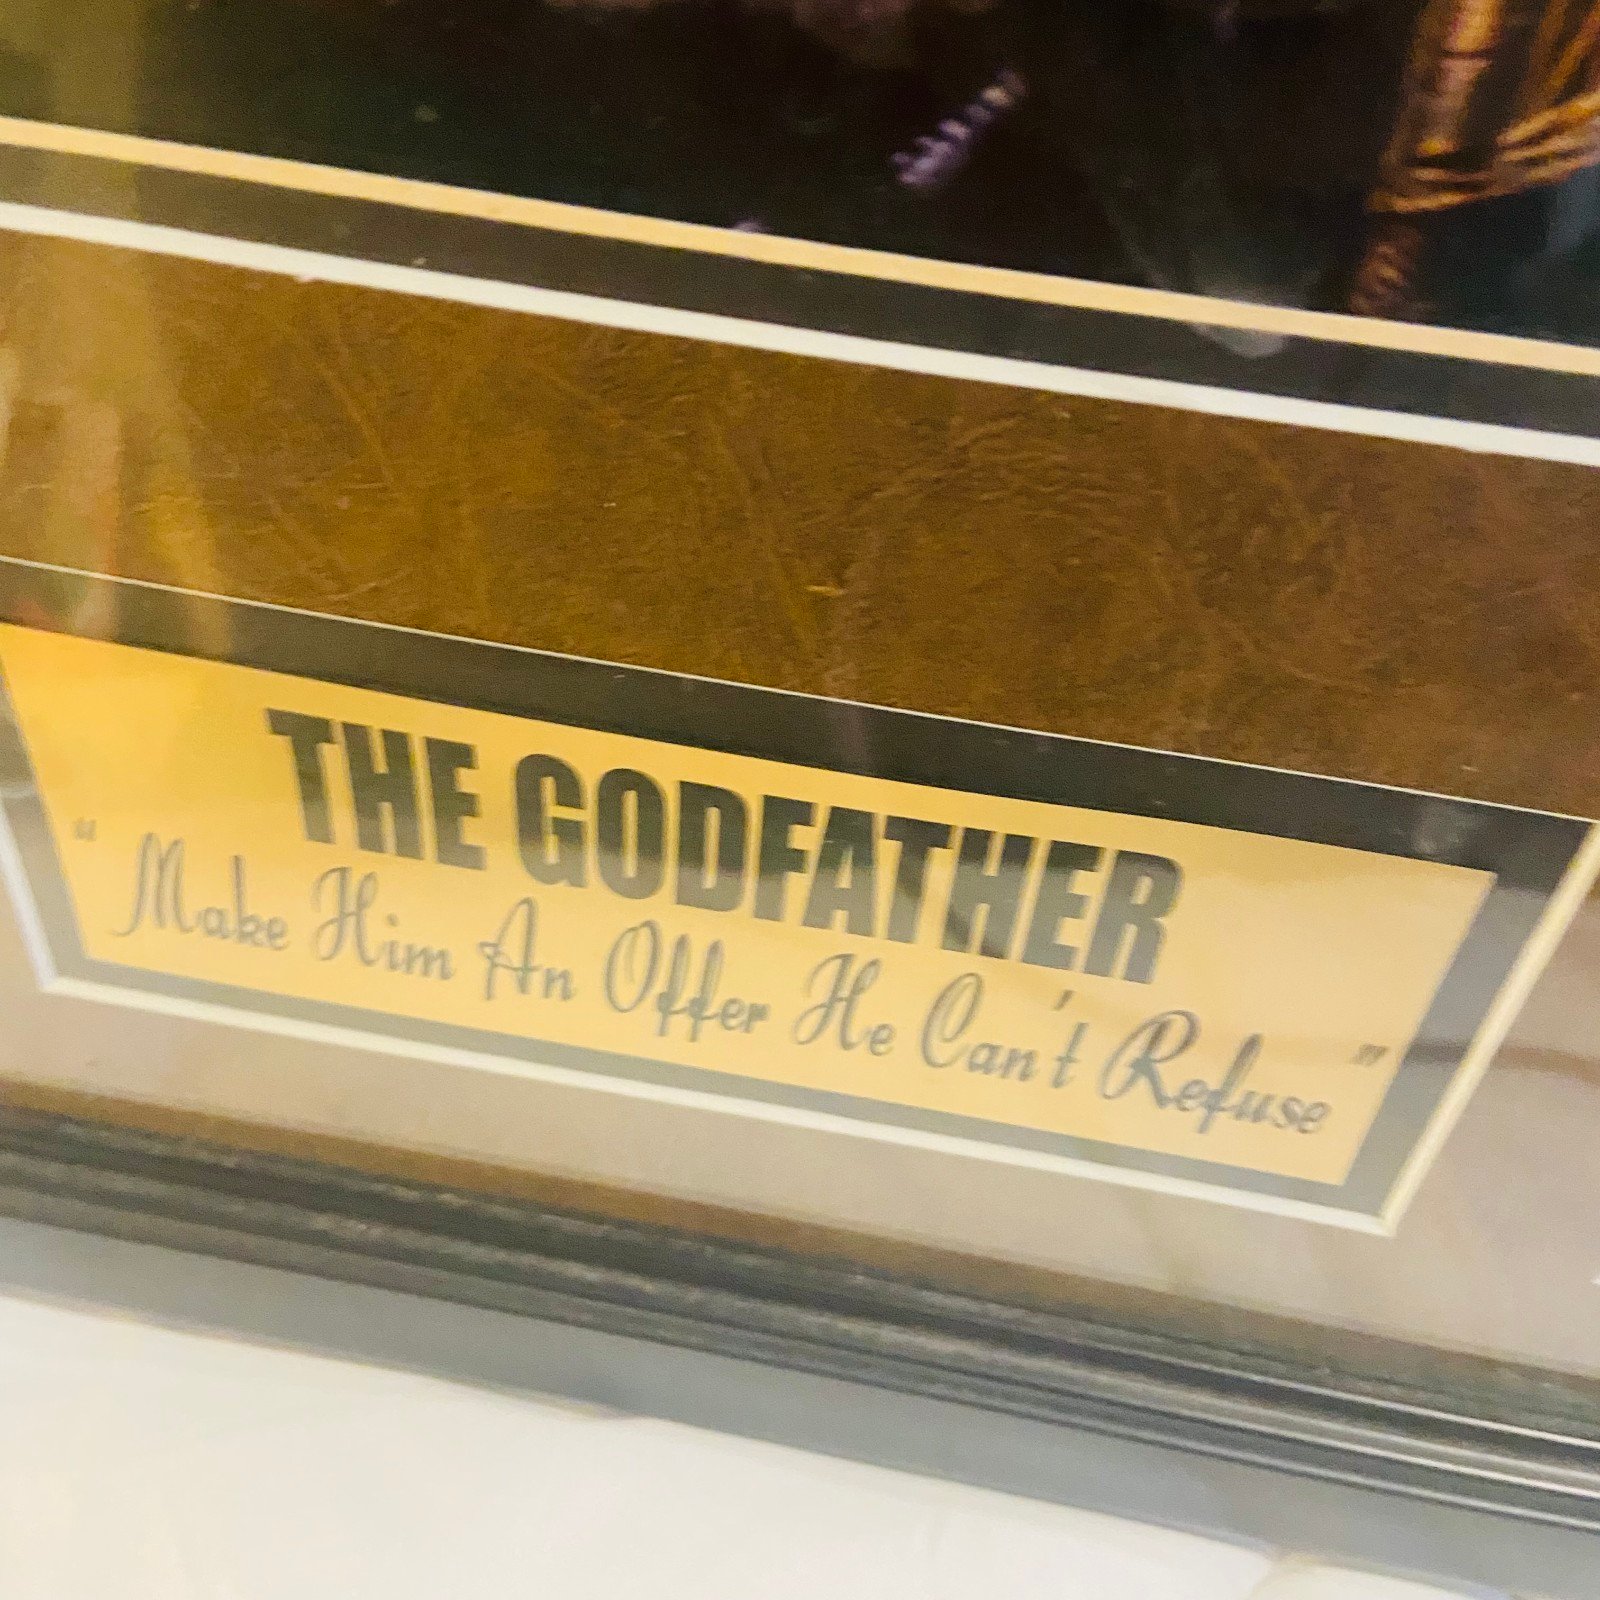 THE GODFATHER
" Make Him An Offer He Can't Refuse "